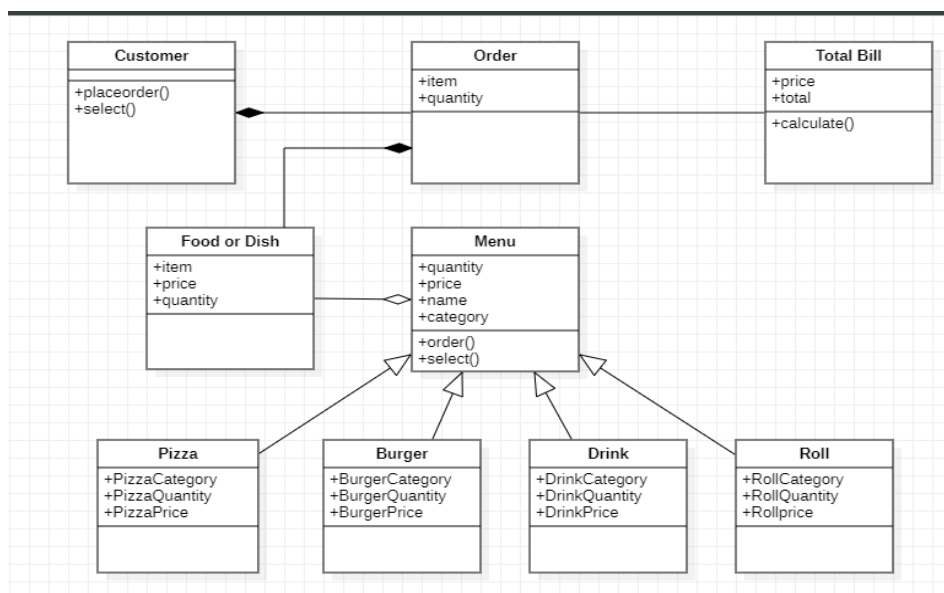 Customer
+placeorder()
+select()
Order
+item
+quantity
Total Bill
+price
+total
+calculate()
Food or Dish
+item
+price
+quantity
Menu
+quantity
+price
+name
+category
+order()
+select()
Pizza
+PizzaCategory
+PizzaQuantity
+PizzaPrice
Burger
+BurgerCategory
+BurgerQuantity
+BurgerPrice
Drink
+DrinkCategory
+DrinkQuantity
+DrinkPrice
Roll
+RollCategory
+RollQuantity
+Rollprice